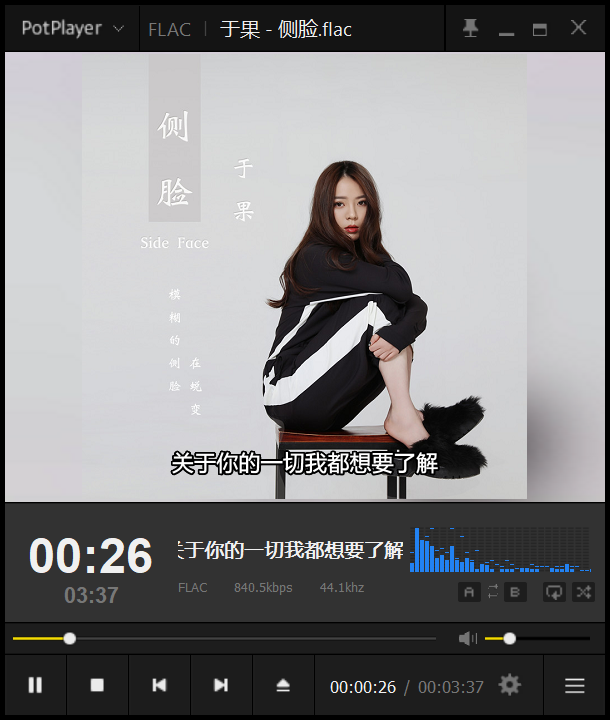 PotPlayer
FLAC
于果 - 侧脸.flac
侧脸
于果
Side Face
模糊的侧脸
在蜕变
关于你的一切我都想要了解
00:26
03:37
关于你的一切我都想要了解
FLAC 840.5kbps 44.1khz
A B
00:00:26 / 00:03:37